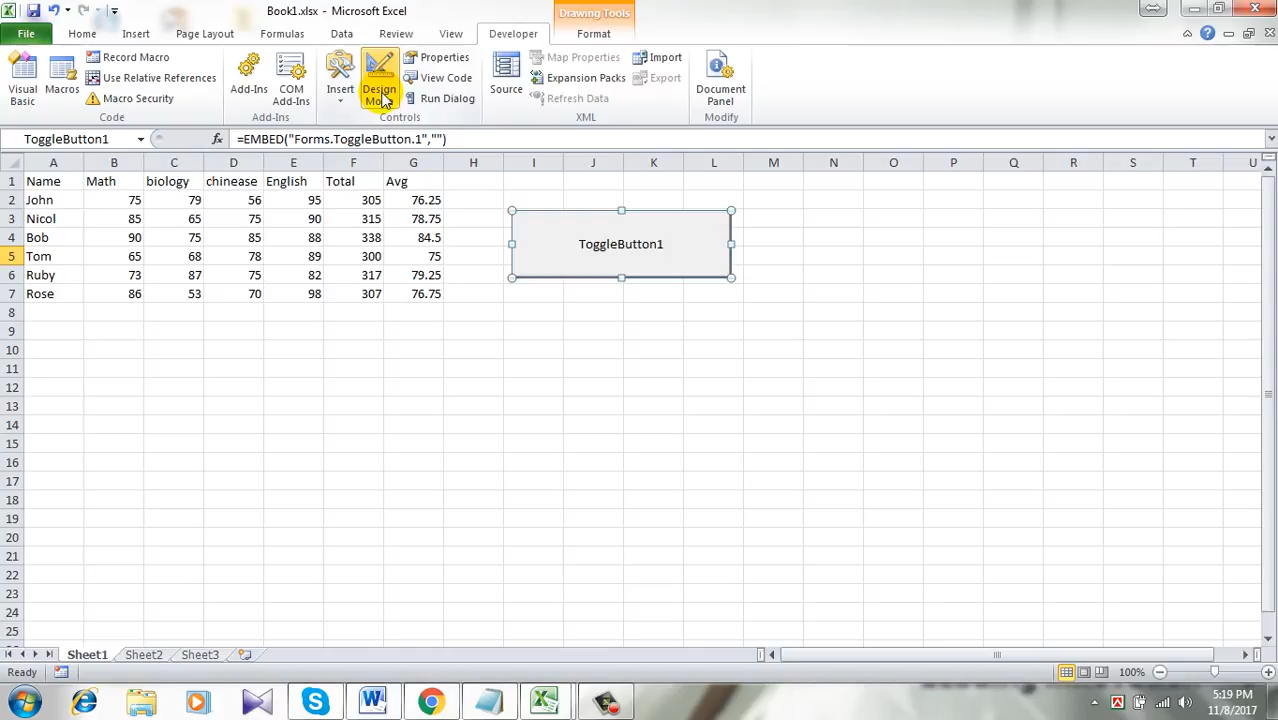 Book1.xlsx - Microsoft Excel
Drawing Tools
File Home Insert Page Layout Formulas Data Review View Developer Format
Visual Basic
Macros
Record Macro
Use Relative References
Macro Security
Code
Add-Ins
COM Add-Ins
Add-Ins
Insert
Design
Properties
View Code
Run Dialog
Controls
Source
Map Properties
Expansion Packs
Refresh Data
Import
Export
XML
Document Panel
Modify
ToggleButton1 fx =EMBED("Forms.ToggleButton.1","")
A B C D E F G H I J K L M N O P Q R S T U
1 Name Math biology chinease English Total Avg
2 John 75 79 56 95 305 76.25
3 Nicol 85 65 75 90 315 78.75
4 Bob 90 75 85 88 338 84.5
5 Tom 65 68 78 89 300 75
6 Ruby 73 87 75 82 317 79.25
7 Rose 86 53 70 98 307 76.75
ToggleButton1
8
9
10
11
12
13
14
15
16
17
18
19
20
21
22
23
24
25
Sheet1 Sheet2 Sheet3
Ready 100%
5:19 PM
11/8/2017